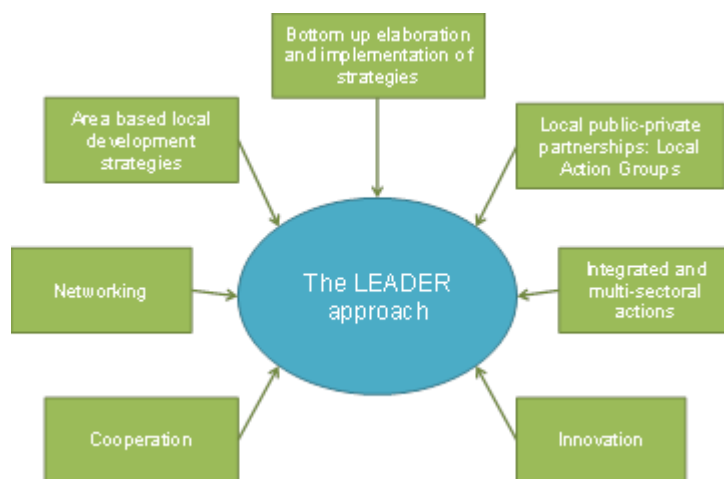 Bottom up elaboration
and implementation of
strategies
Area based local
development
strategies
Local public-private
partnerships: Local
Action Groups
The LEADER
approach
Networking
Integrated and
multi-sectoral
actions
Cooperation
Innovation